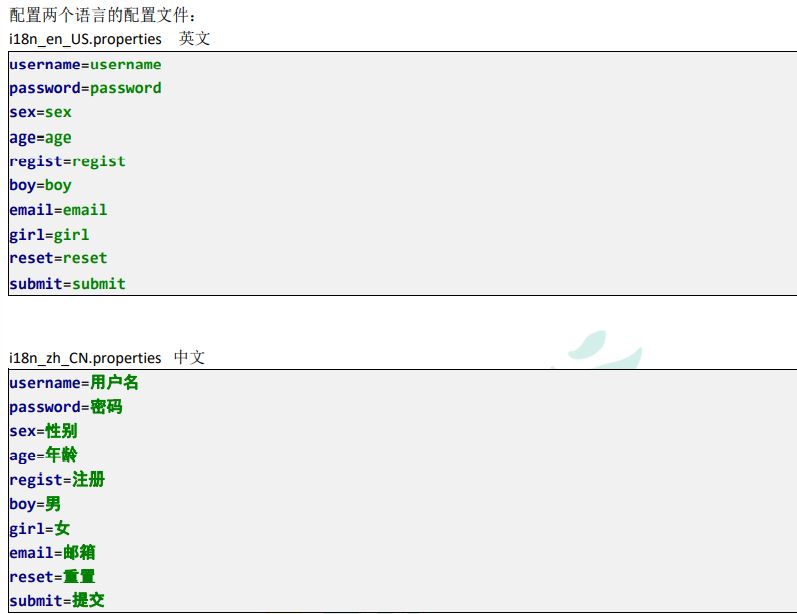 配置两个语言的配置文件：
i18n_en_US.properties 英文
username=username
password=password
sex=sex
age=age
regist=regist
boy=boy
email=email
girl=girl
reset=reset
submit=submit
i18n_zh_CN.properties 中文
username=用户名
password=密码
sex=性别
age=年龄
regist=注册
boy=男
girl=女
email=邮箱
reset=重置
submit=提交